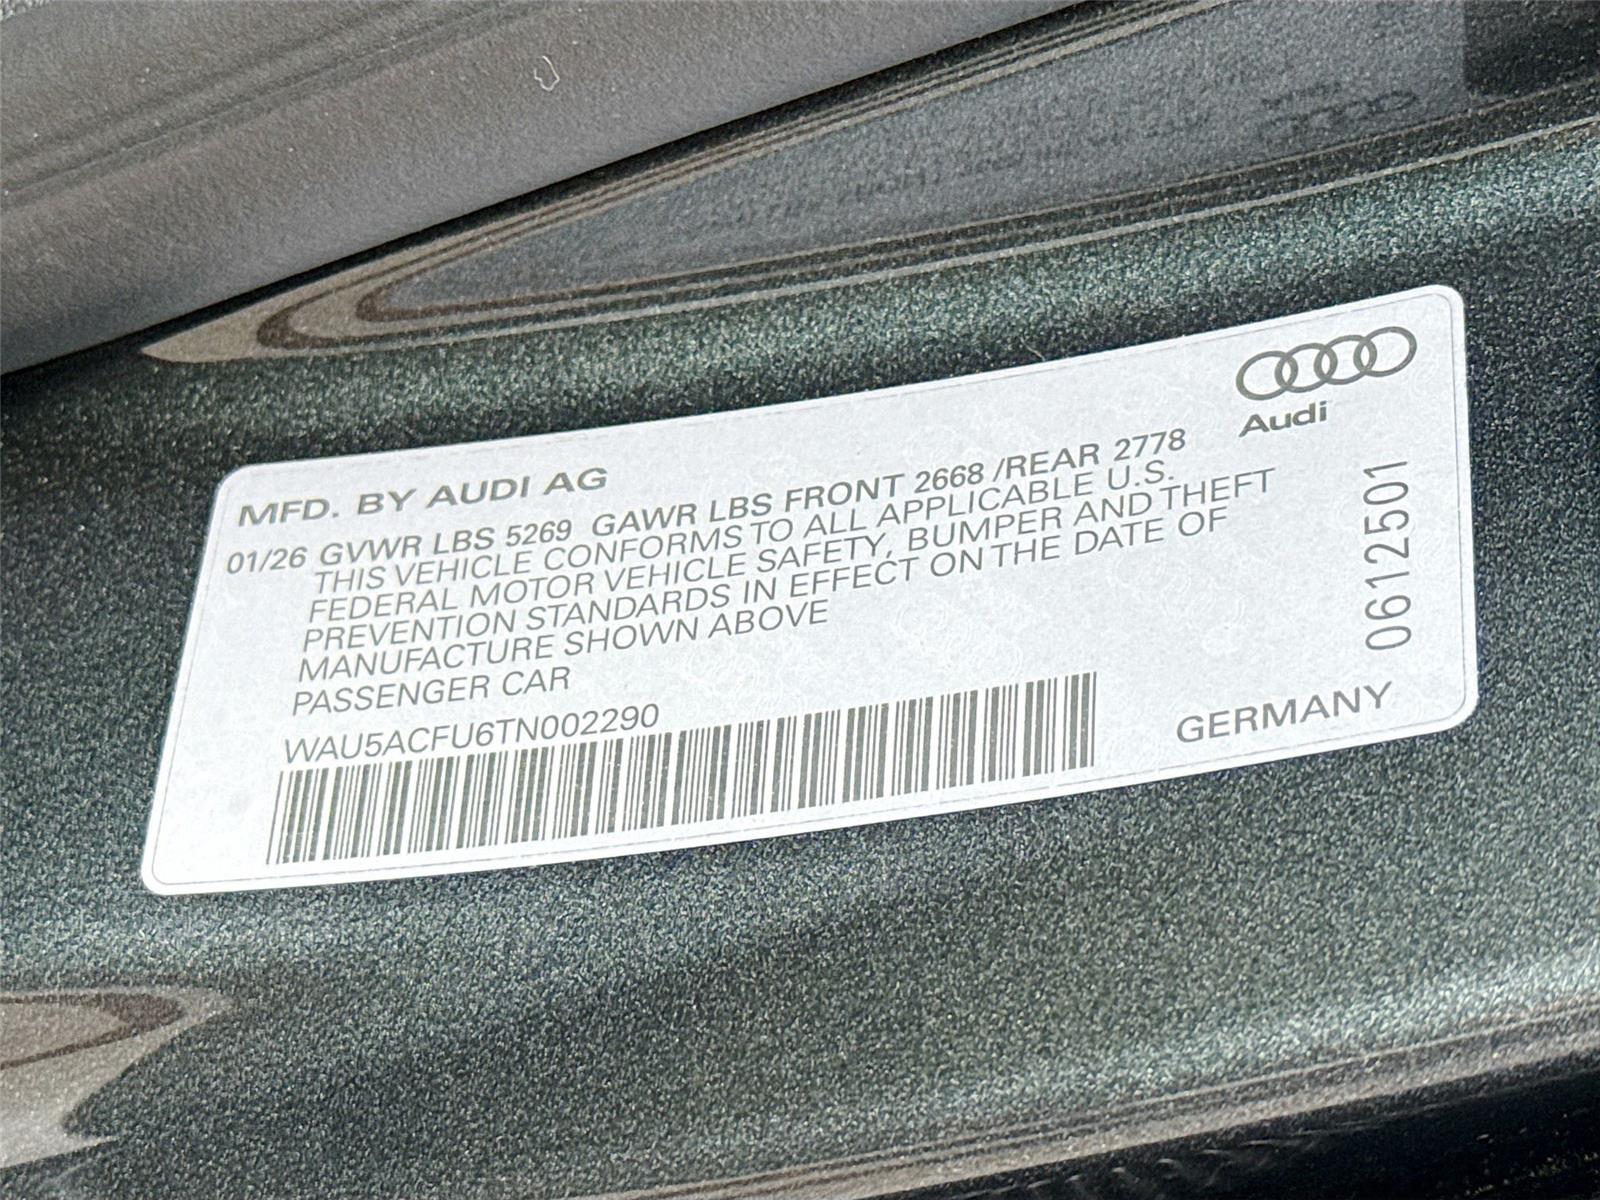 Audi
MFD. BY AUDI AG
01/26 GVWR LBS 5269 GAWR LBS FRONT 2668 /REAR 2778
THIS VEHICLE CONFORMS TO ALL APPLICABLE U.S.
FEDERAL MOTOR VEHICLE SAFETY, BUMPER AND THEFT
PREVENTION STANDARDS IN EFFECT ON THE DATE OF
MANUFACTURE SHOWN ABOVE
PASSENGER CAR
WAU5ACFU6TN002290
GERMANY
0612501